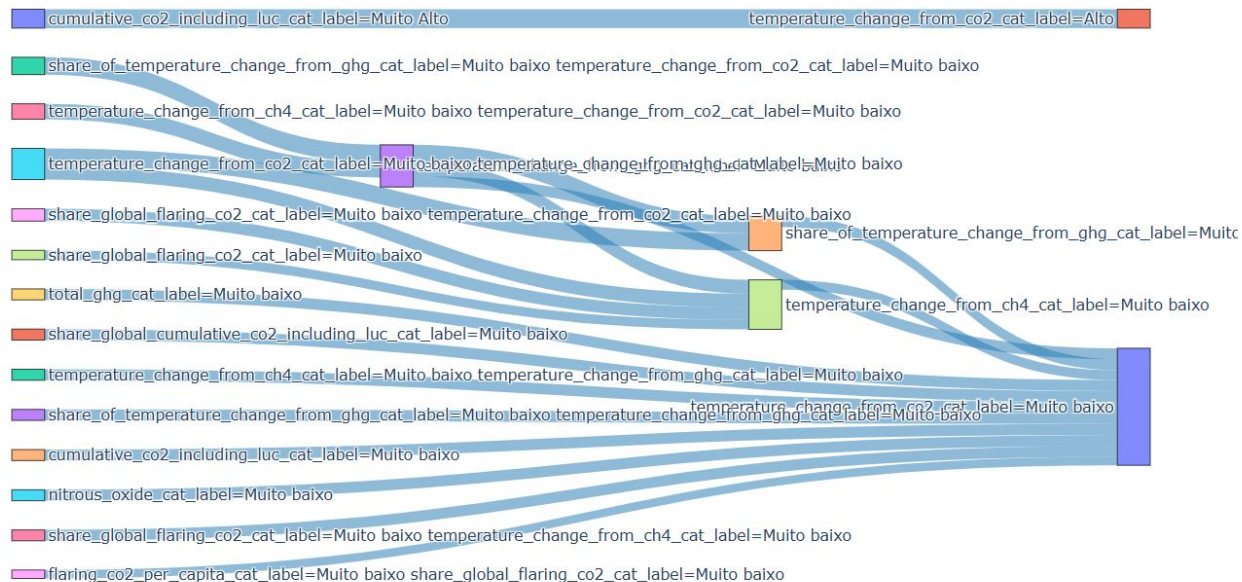 cumulative_co2_including_luc_cat_label=Muito Alto
temperature_change_from_co2_cat_label=Alto
share_of_temperature_change_from_ghg_cat_label=Muito baixo temperature_change_from_co2_cat_label=Muito baixo
temperature_change_from_ch4_cat_label=Muito baixo temperature_change_from_co2_cat_label=Muito baixo
temperature_change_from_co2_cat_label=Muito baixo temperature_change_from_ghg_cat_label=Muito baixo
temperature_change_from_ghg_cat_label=Muito baixo
share_global_flaring_co2_cat_label=Muito baixo temperature_change_from_co2_cat_label=Muito baixo
share_of_temperature_change_from_ghg_cat_label=Muito
share_global_flaring_co2_cat_label=Muito baixo
total_ghg_cat_label=Muito baixo
temperature_change_from_ch4_cat_label=Muito baixo
share_global_cumulative_co2_including_luc_cat_label=Muito baixo
temperature_change_from_ch4_cat_label=Muito baixo temperature_change_from_ghg_cat_label=Muito baixo
temperature_change_from_co2_cat_label=Muito baixo
share_of_temperature_change_from_ghg_cat_label=Muito baixo temperature_change_from_ghg_cat_label=Muito baixo
cumulative_co2_including_luc_cat_label=Muito baixo
nitrous_oxide_cat_label=Muito baixo
share_global_flaring_co2_cat_label=Muito baixo temperature_change_from_ch4_cat_label=Muito baixo
flaring_co2_per_capita_cat_label=Muito baixo share_global_flaring_co2_cat_label=Muito baixo